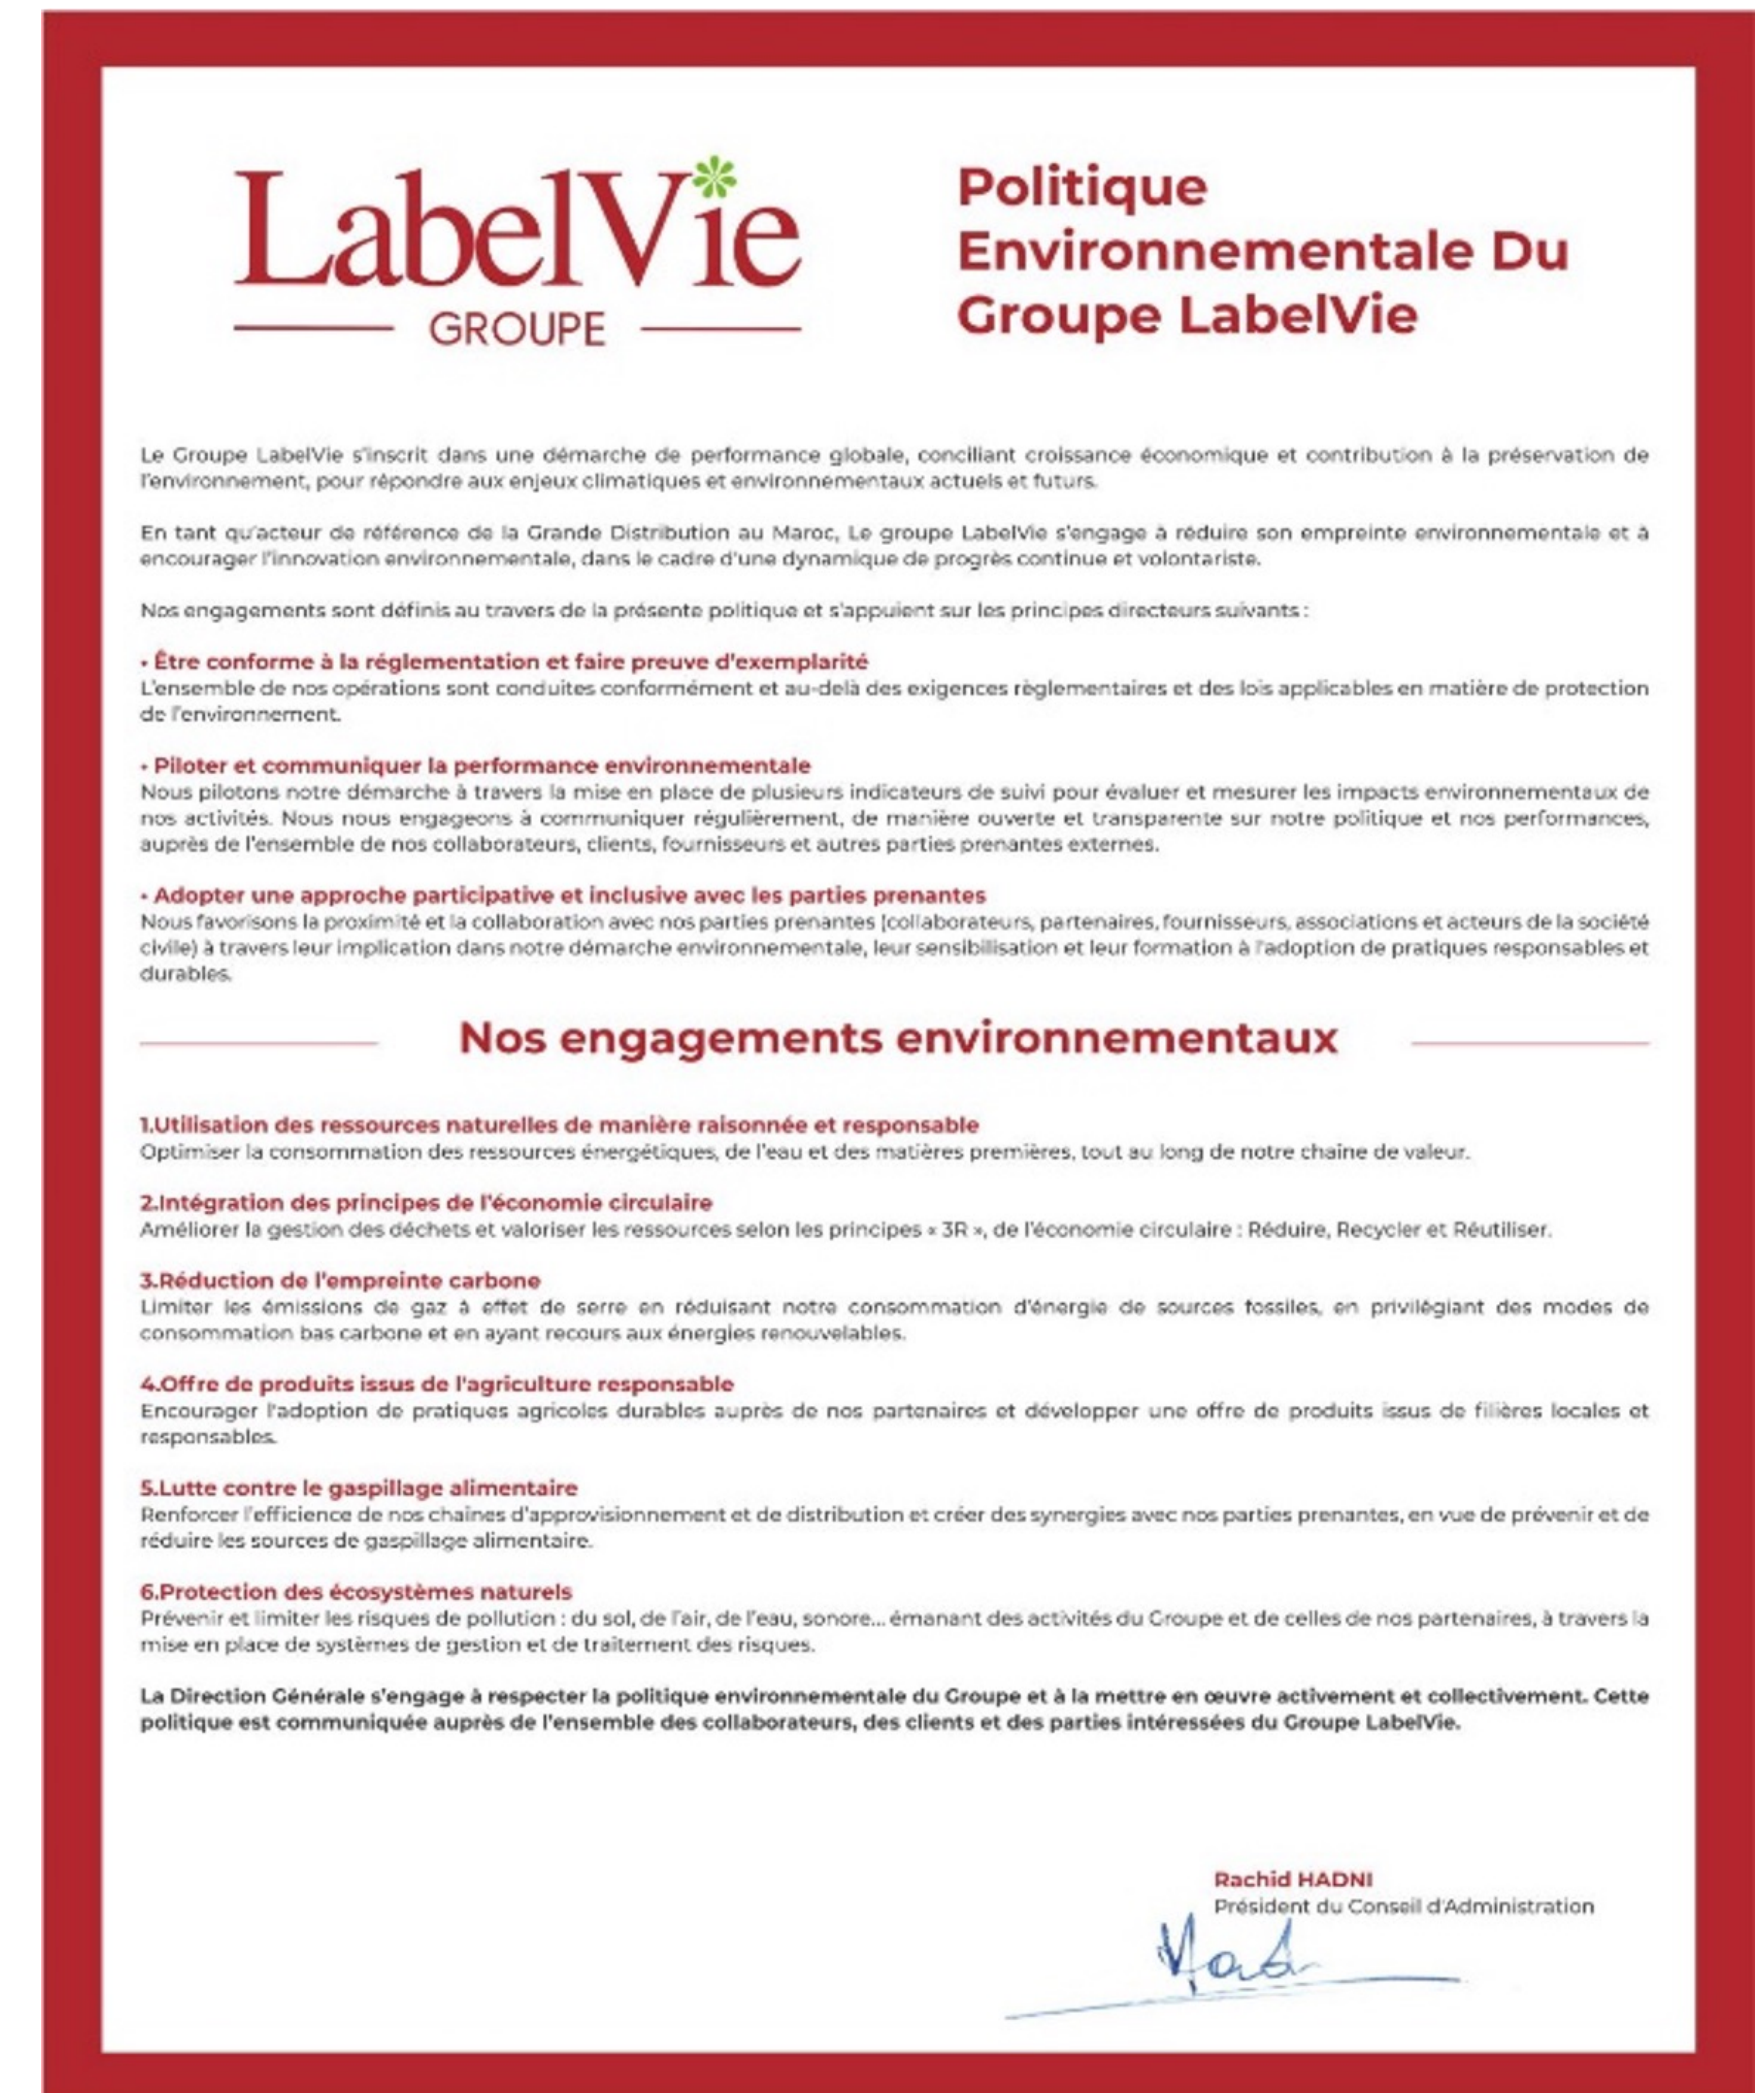 LabelVie
GROUPE
Politique
Environnementale Du
Groupe LabelVie
Le Groupe LabelVie s'inscrit dans une démarche de performance globale, conciliant croissance économique et contribution à la préservation de
l'environnement, pour répondre aux enjeux climatiques et environnementaux actuels et futurs.
En tant qu'acteur de référence de la Grande Distribution au Maroc, Le groupe LabelVie s'engage à réduire son empreinte environnementale et à
encourager l'innovation environnementale, dans le cadre d'une dynamique de progrès continue et volontariste.
Nos engagements sont définis au travers de la présente politique et s'appuient sur les principes directeurs suivants :
• Être conforme à la réglementation et faire preuve d'exemplarité
L'ensemble de nos opérations sont conduites conformément et au-delà des exigences règlementaires et des lois applicables en matière de protection
de l'environnement.
• Piloter et communiquer la performance environnementale
Nous pilotons notre démarche à travers la mise en place de plusieurs indicateurs de suivi pour évaluer et mesurer les impacts environnementaux de
nos activités. Nous nous engageons à communiquer régulièrement, de manière ouverte et transparente sur notre politique et nos performances,
auprès de l'ensemble de nos collaborateurs, clients, fournisseurs et autres parties prenantes externes.
• Adopter une approche participative et inclusive avec les parties prenantes
Nous favorisons la proximité et la collaboration avec nos parties prenantes (collaborateurs, partenaires, fournisseurs, associations et acteurs de la société
civile) à travers leur implication dans notre démarche environnementale, leur sensibilisation et leur formation à l'adoption de pratiques responsables et
durables.
Nos engagements environnementaux
1.Utilisation des ressources naturelles de manière raisonnée et responsable
Optimiser la consommation des ressources énergétiques, de l'eau et des matières premières, tout au long de notre chaine de valeur.
2.Intégration des principes de l'économie circulaire
Améliorer la gestion des déchets et valoriser les ressources selon les principes « 3R », de l'économie circulaire : Réduire, Recycler et Réutiliser.
3.Réduction de l'empreinte carbone
Limiter les émissions de gaz à effet de serre en réduisant notre consommation d'énergie de sources fossiles, en privilégiant des modes de
consommation bas carbone et en ayant recours aux énergies renouvelables.
4.Offre de produits issus de l'agriculture responsable
Encourager l'adoption de pratiques agricoles durables auprès de nos partenaires et développer une offre de produits issus de filières locales et
responsables.
5.Lutte contre le gaspillage alimentaire
Renforcer l'efficience de nos chaînes d'approvisionnement et de distribution et créer des synergies avec nos parties prenantes, en vue de prévenir et de
réduire les sources de gaspillage alimentaire.
6.Protection des écosystèmes naturels
Prévenir et limiter les risques de pollution : du sol, de l'air, de l'eau, sonore... émanant des activités du Groupe et de celles de nos partenaires, à travers la
mise en place de systèmes de gestion et de traitement des risques.
La Direction Générale s'engage à respecter la politique environnementale du Groupe et à la mettre en œuvre activement et collectivement. Cette
politique est communiquée auprès de l'ensemble des collaborateurs, des clients et des parties intéressées du Groupe LabelVie.
Rachid HADNI
Président du Conseil d'Administration